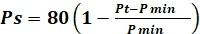 Ps = 80(1 − (Pt−P min)/(P min))